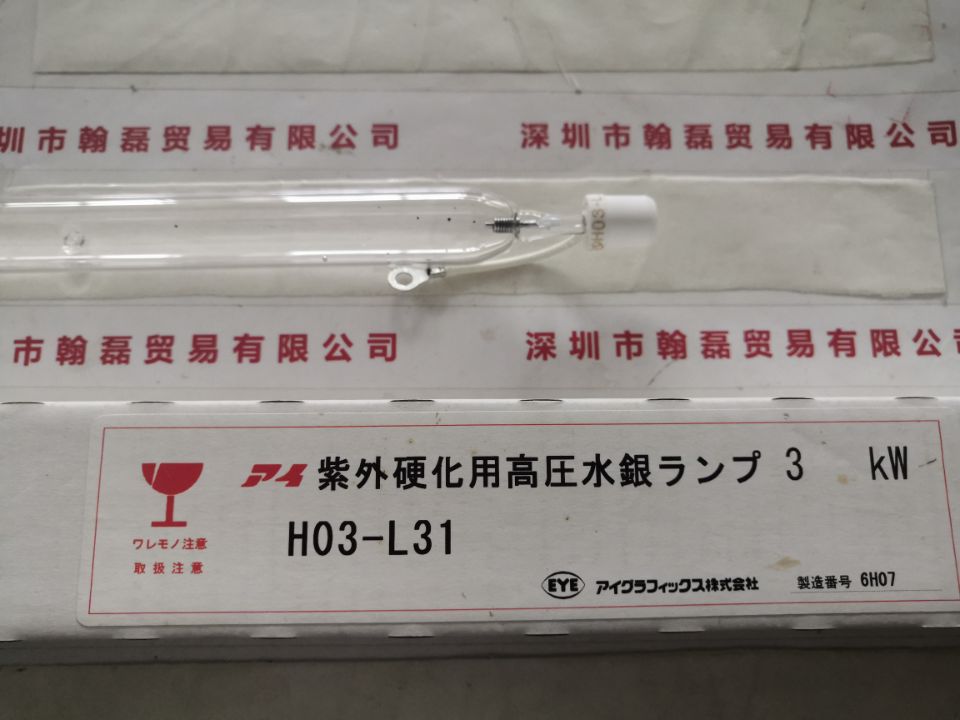 圳市翰磊贸易有限公司
深圳市翰磊贸易有限公司
6H03-L
市翰磊贸易有限公司
深圳市翰磊贸易有限公
アイ 紫外硬化用高圧水銀ランプ 3 kW
H03-L31
ワレモノ注意
取扱注意
EYE アイグラフィックス株式会社 製造番号 6H07